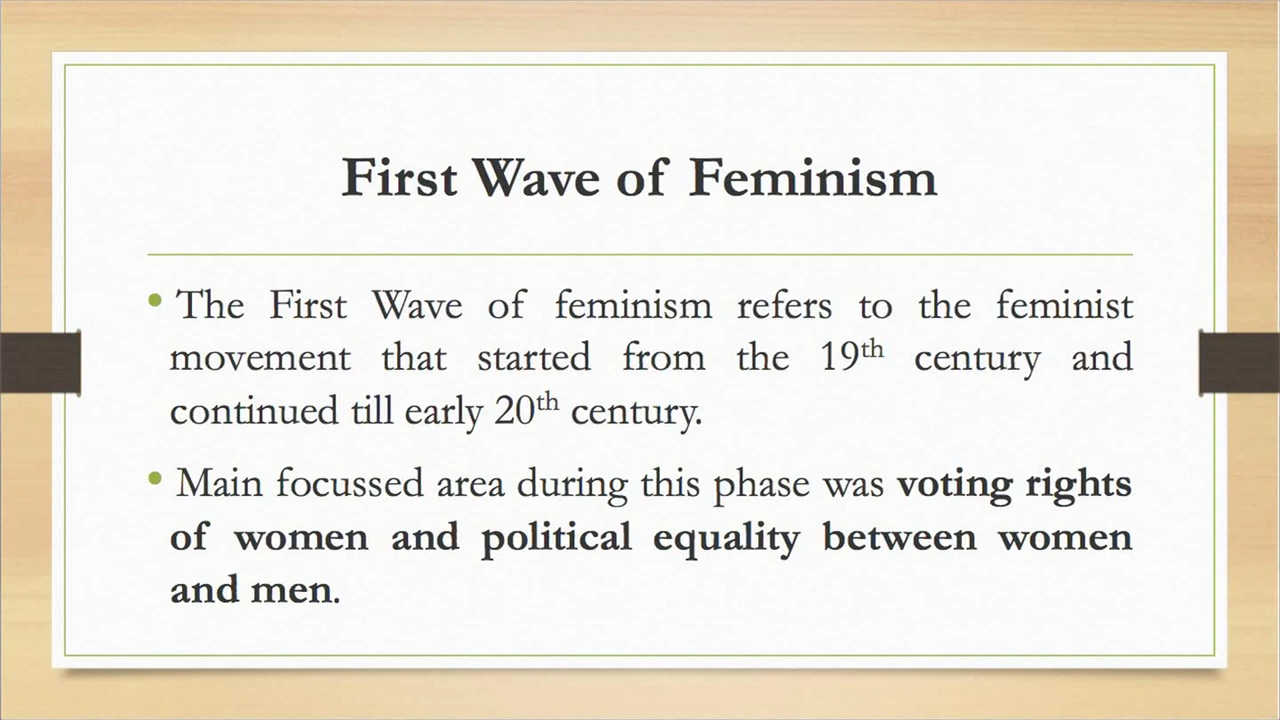 First Wave of Feminism
• The First Wave of feminism refers to the feminist
movement that started from the 19th century and
continued till early 20th century.
• Main focussed area during this phase was voting rights
of women and political equality between women
and men.